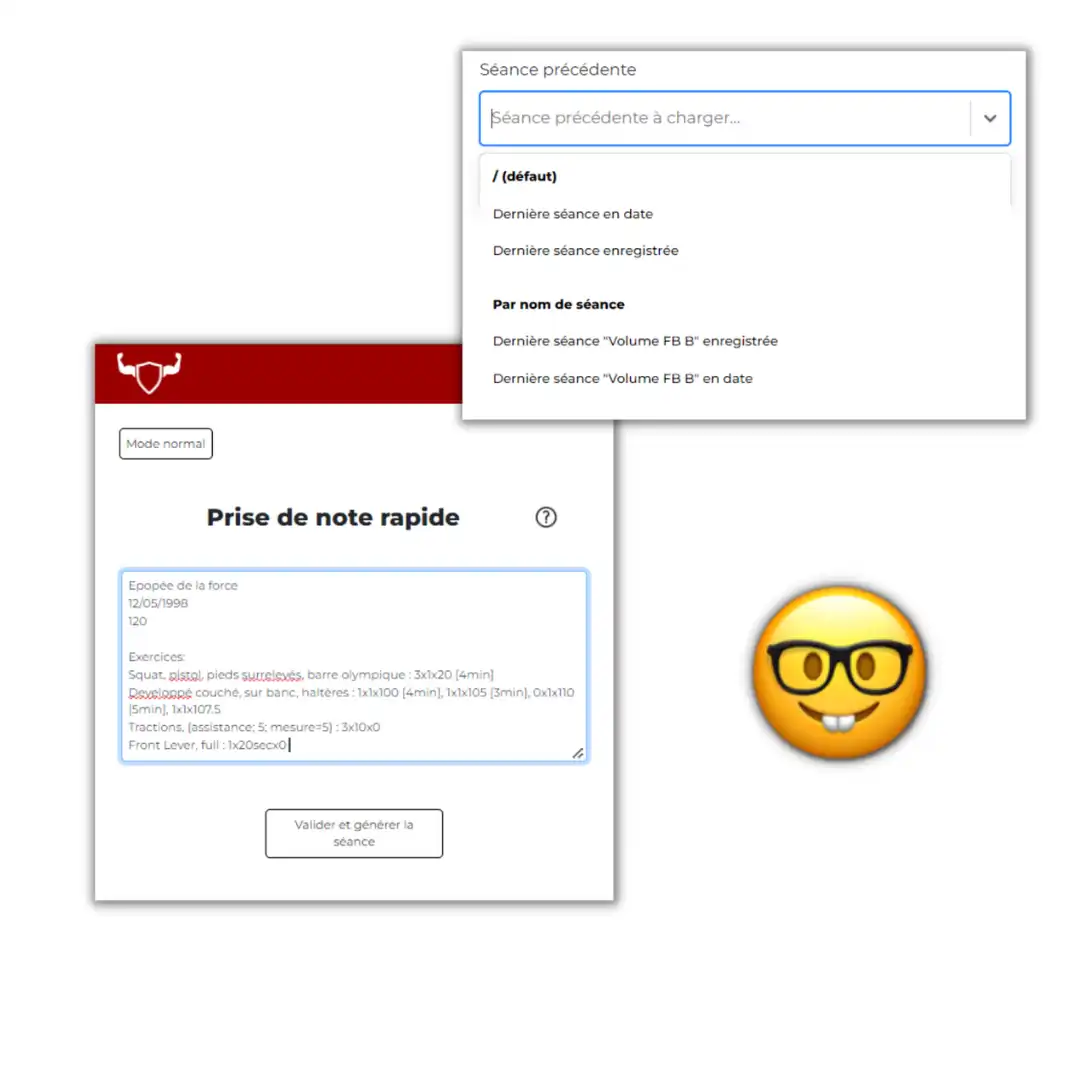 Séance précédente
Séance précédente à charger...
/ (défaut)
Dernière séance en date
Dernière séance enregistrée
Par nom de séance
Dernière séance "Volume FB B" enregistrée
Dernière séance "Volume FB B" en date
Mode normal
Prise de note rapide
?
Epopée de la force
12/05/1998
120
Exercices:
Squat, pistol, pieds surrelevés, barre olympique : 3x1x20 [4min]
Developpé couché, sur banc, haltères : 1x1x100 [4min], 1x1x105 [3min], 0x1x110
[5min], 1x1x107.5
Tractions, (assistance; 5; mesure=5) : 3x10x0
Front Lever, full : 1x20secx0
Valider et générer la
séance